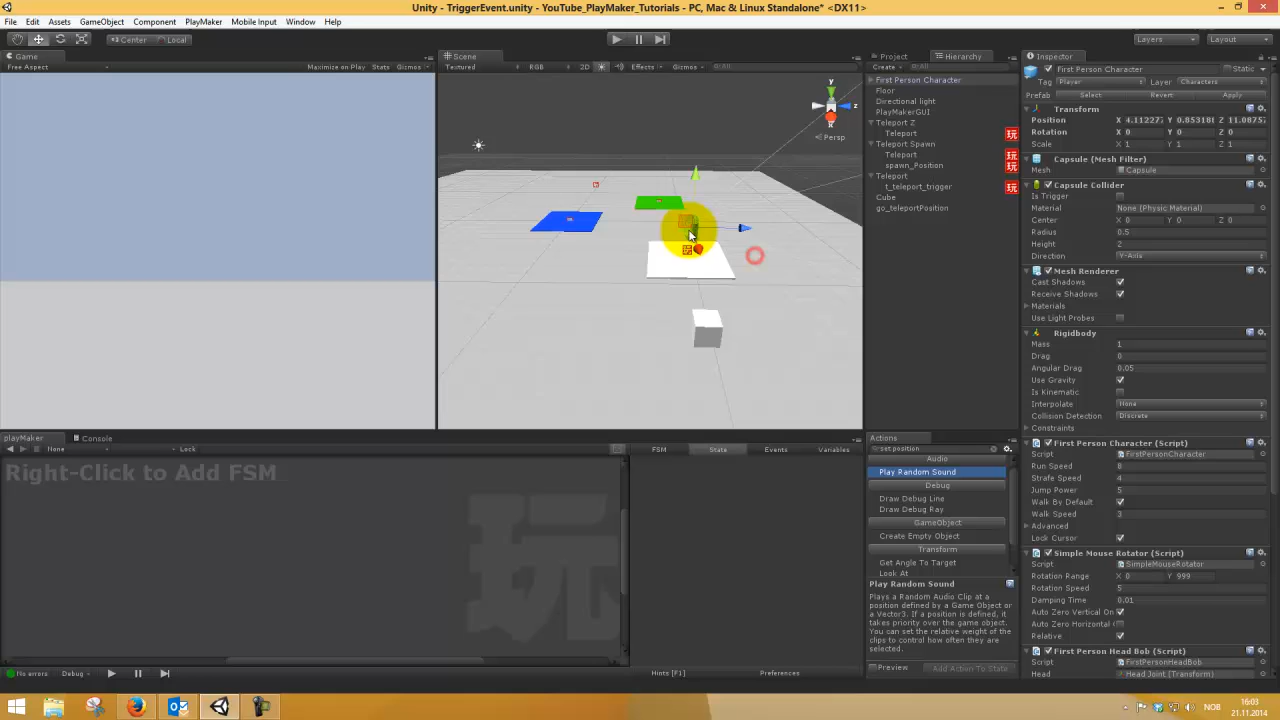 Unity - TriggerEvent.unity - YouTube_PlayMaker_Tutorials - PC, Mac & Linux Standalone* <DX11>
File Edit Assets GameObject Component PlayMaker Mobile Input Window Help
Center Local Layers Layout
Game Scene Project Hierarchy Inspector
Free Aspect Maximize on Play Stats Gizmos Textured RGB 2D Effects Gizmos All Create All
First Person Character Static
Tag Player Layer Characters
Prefab Select Revert Apply
First Person Character
Floor
Directional light
PlayMakerGUI
Teleport Z
Teleport 玩
Teleport Spawn
Teleport 玩
spawn_Position 玩
Teleport
t_teleport_trigger 玩
Cube
go_teleportPosition
y
z
Persp
Transform
Position X 4.112277 Y 0.853181 Z 11.0875
Rotation X 0 Y 0 Z 0
Scale X 1 Y 1 Z 1
Capsule (Mesh Filter)
Mesh Capsule
Capsule Collider
Is Trigger
Material None (Physic Material)
Center X 0 Y 0 Z 0
Radius 0.5
Height 2
Direction Y-Axis
Mesh Renderer
Cast Shadows
Receive Shadows
Materials
Use Light Probes
Rigidbody
Mass 1
Drag 0
Angular Drag 0.05
Use Gravity
Is Kinematic
Interpolate None
Collision Detection Discrete
Constraints
First Person Character (Script)
Script FirstPersonCharacter
Run Speed 8
Strafe Speed 4
Jump Power 5
Walk By Default
Walk Speed 3
Advanced
Lock Cursor
Simple Mouse Rotator (Script)
Script SimpleMouseRotator
Rotation Range X 0 Y 999
Rotation Speed 5
Damping Time 0.01
Auto Zero Vertical On
Auto Zero Horizontal
Relative
First Person Head Bob (Script)
Script FirstPersonHeadBob
Head Head Joint (Transform)
playMaker Console
None Lock FSM State Events Variables
Right-Click to Add FSM
玩
Actions
set position
Audio
Play Random Sound
Debug
Draw Debug Line
Draw Debug Ray
GameObject
Create Empty Object
Transform
Get Angle To Target
Look At
Play Random Sound
Plays a Random Audio Clip at a
position defined by a Game Object or
a Vector3. If a position is defined, it
takes priority over the game object.
You can set the relative weight of the
clips to control how often they are
selected.
Preview Add Action To State
No errors Debug Hints [F1] Preferences
NOB 16:03
21.11.2014